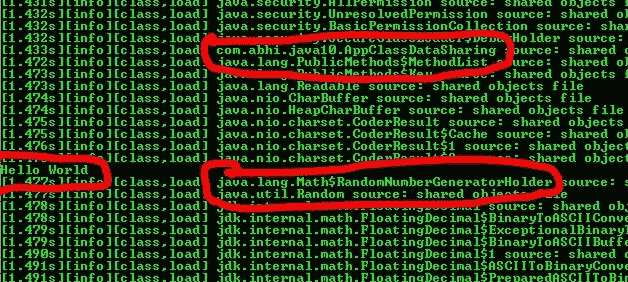 [1.431s][info][class,load] java.security.AllPermission source: shared objects
[1.432s][info][class,load] java.security.UnresolvedPermission source: shared
[1.432s][info][class,load] java.security.BasicPermissionCollection source: sha
[1.433s][info][class,load] Holder source: shar
[1.433s][info][class,load] com.abhi.java10.AppClassDataSharing source: shared o
[1.472s][info][class,load] java.lang.PublicMethods$MethodList source: shared ob
[1.473s][info][class,load] java.lang.PublicMethods$Key shared objects f
[1.473s][info][class,load] java.lang.Readable source: shared objects file
[1.474s][info][class,load] java.nio.CharBuffer source: shared objects file
[1.474s][info][class,load] java.nio.HeapCharBuffer source: shared objects file
[1.475s][info][class,load] java.nio.charset.CoderResult source: shared objects
[1.475s][info][class,load] java.nio.charset.CoderResult$Cache source: shared ob
[1.476s][info][class,load] java.nio.charset.CoderResult$1 source: shared object
[class,load] java.nio.charset.CoderResult source: shared object
Hello World
[1.477s][info][class,load] java.lang.Math$RandomNumberGeneratorHolder source: s
[1.477s][info][class,load] java.util.Random source: shared objects file
[1.478s][info][class,load] jdk.internal.math.FloatingDecimal$BinaryToASCIIConve
[1.478s][info][class,load] jdk.internal.math.FloatingDecimal$ExceptionalBinaryT
[1.479s][info][class,load] jdk.internal.math.FloatingDecimal$BinaryToASCIIBuffe
[1.490s][info][class,load] jdk.internal.math.FloatingDecimal$1 source: shared o
[1.491s][info][class,load] jdk.internal.math.FloatingDecimal$ASCIIToBinaryConve
[1.491s][info][class,load] jdk.internal.math.FloatingDecimal$PreparedASCIIToBin